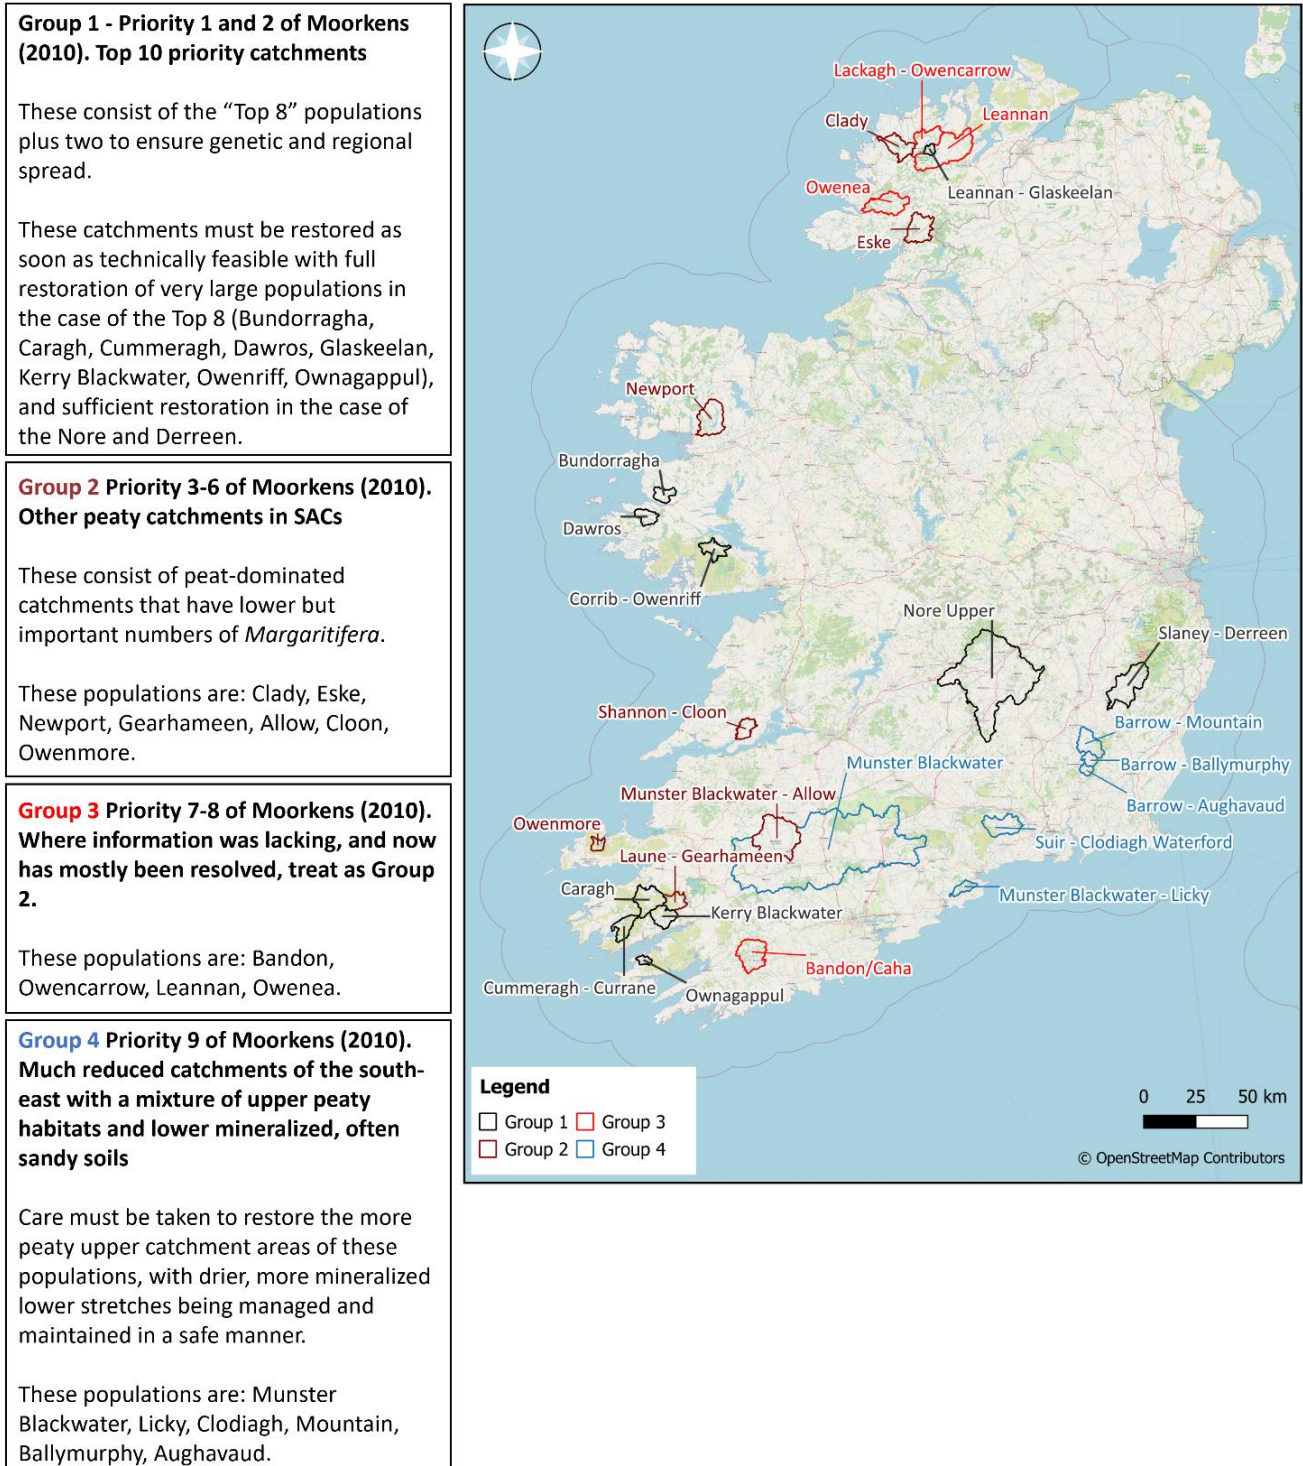 Group 1 - Priority 1 and 2 of Moorkens
(2010). Top 10 priority catchments
These consist of the “Top 8” populations
plus two to ensure genetic and regional
spread.
These catchments must be restored as
soon as technically feasible with full
restoration of very large populations in
the case of the Top 8 (Bundorragha,
Caragh, Cummeragh, Dawros, Glaskeelan,
Kerry Blackwater, Owenriff, Ownagappul),
and sufficient restoration in the case of
the Nore and Derreen.
Group 2 Priority 3-6 of Moorkens (2010).
Other peaty catchments in SACs
These consist of peat-dominated
catchments that have lower but
important numbers of Margaritifera.
These populations are: Clady, Eske,
Newport, Gearhameen, Allow, Cloon,
Owenmore.
Group 3 Priority 7-8 of Moorkens (2010).
Where information was lacking, and now
has mostly been resolved, treat as Group
2.
These populations are: Bandon,
Owencarrow, Leannan, Owenea.
Group 4 Priority 9 of Moorkens (2010).
Much reduced catchments of the south-
east with a mixture of upper peaty
habitats and lower mineralized, often
sandy soils
Care must be taken to restore the more
peaty upper catchment areas of these
populations, with drier, more mineralized
lower stretches being managed and
maintained in a safe manner.
These populations are: Munster
Blackwater, Licky, Clodiagh, Mountain,
Ballymurphy, Aughavaud.
Lackagh - Owencarrow
Clady
Leannan
Owenea
Leannan - Glaskeelan
Eske
Newport
Bundorragha
Dawros
Corrib - Owenriff
Nore Upper
Slaney - Derreen
Shannon - Cloon
Barrow - Mountain
Munster Blackwater
Barrow - Ballymurphy
Munster Blackwater - Allow
Barrow - Aughavaud
Owenmore
Suir - Clodiagh Waterford
Laune - Gearhameen
Caragh
Munster Blackwater - Licky
Kerry Blackwater
Bandon/Caha
Cummeragh - Currane
Ownagappul
Legend
Group 1
Group 3
Group 2
Group 4
0 25 50 km
© OpenStreetMap Contributors